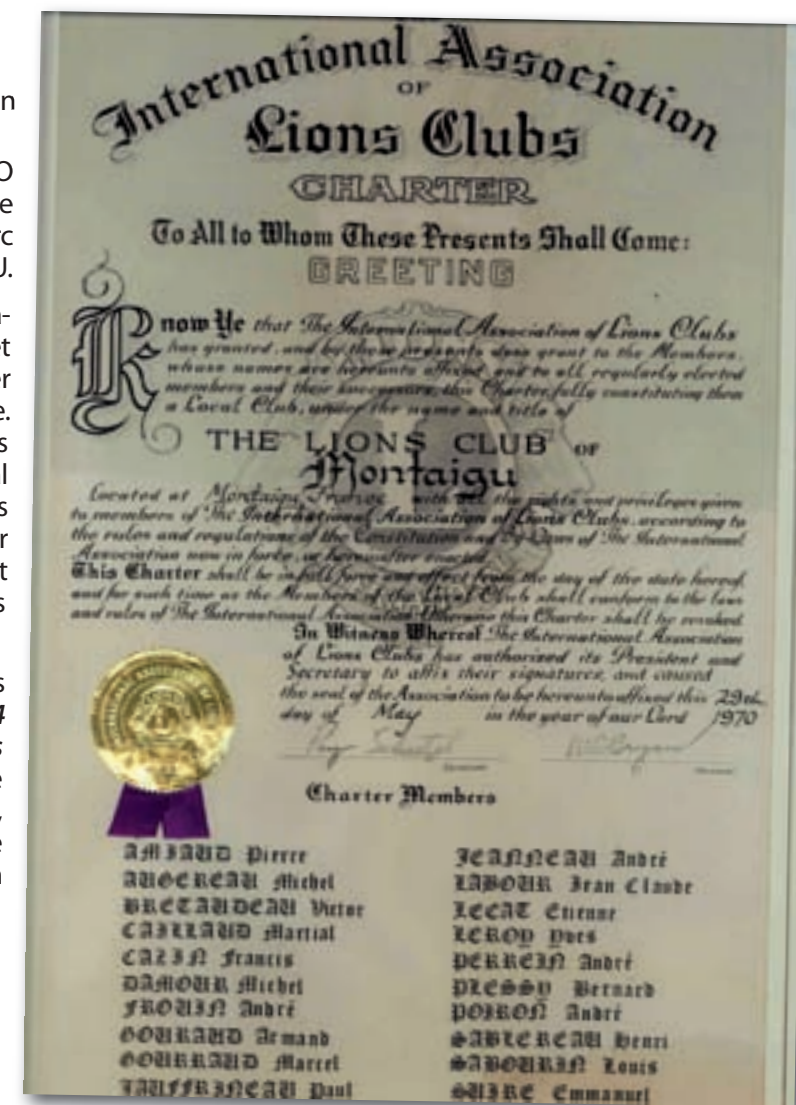 n
O
e
rc
J.
n-
et
er
e.
s
l
s
r
t
s
s
4
s
e
,
e
n
International Association
OF
Lions Clubs
CHARTER
To All to Whom These Presents Shall Come:
GREETING
Know Ye that The International Association of Lions Clubs
has granted, and by these presents does grant to the Members,
whose names are hereunto affixed, and to all regularly elected
members and their successors, this Charter fully constituting them
a Local Club, under the name and title of
THE LIONS CLUB OF
Montaigu
Located at Montaigu, France with all the rights and privileges given
to members of The International Association of Lions Clubs, according to
the rules and regulations of the Constitution and By-Laws of The International
Association now in force, or hereinafter enacted.
This Charter shall be in full force and effect from the day of the date hereof,
and for such time as the Members of the Local Club shall conform to the laws
and rules of The International Association, otherwise this Charter shall be revoked.
In Witness Whereof The International Association
of Lions Clubs has authorized its President and
Secretary to affix their signatures, and caused
the seal of the Association to be hereunto affixed this 29th
day of May in the year of our Lord 1970
Charter Members
AMIAUD Pierre
AUGEREAU Michel
BRETAUDEAU Victor
CAILLAUD Martial
CAZIN Francis
DAMOUR Michel
FROUIN André
GOURAUD Armand
GOURRAUD Marcel
JAUFFRINEAU Paul
JEANNEAU André
LABOUR Jean Claude
LECAT Etienne
LEROY Yves
PERREIN André
PLESSY Bernard
POIRON André
SABLEREAU Henri
SABOURIN Louis
SUIRE Emmanuel